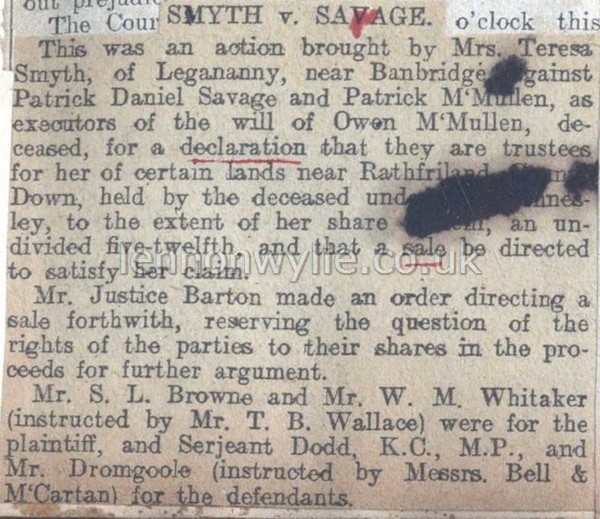 out prejudic
The Cour SMYTH v. SAVAGE. o'clock this
This was an action brought by Mrs. Teresa
Smyth, of Legananny, near Banbridge, against
Patrick Daniel Savage and Patrick M'Mullen, as
executors of the will of Owen M'Mullen, de-
ceased, for a declaration that they are trustees
for her of certain lands near Rathfriland,
Down, held by the deceased
ley, to the extent of her share an un-
divided five-twelfth, and that a sale be directed
to satisfy her claim.
lennonwylie.co.uk
Mr. Justice Barton made an order directing a
sale forthwith, reserving the question of the
rights of the parties to their shares in the pro-
ceeds for further argument.
Mr. S. L. Browne and Mr. W. M. Whitaker
(instructed by Mr. T. B. Wallace) were for the
plaintiff, and Serjeant Dodd, K.C., M.P., and
Mr. Dromgoole (instructed by Messrs. Bell &
M'Cartan) for the defendants.